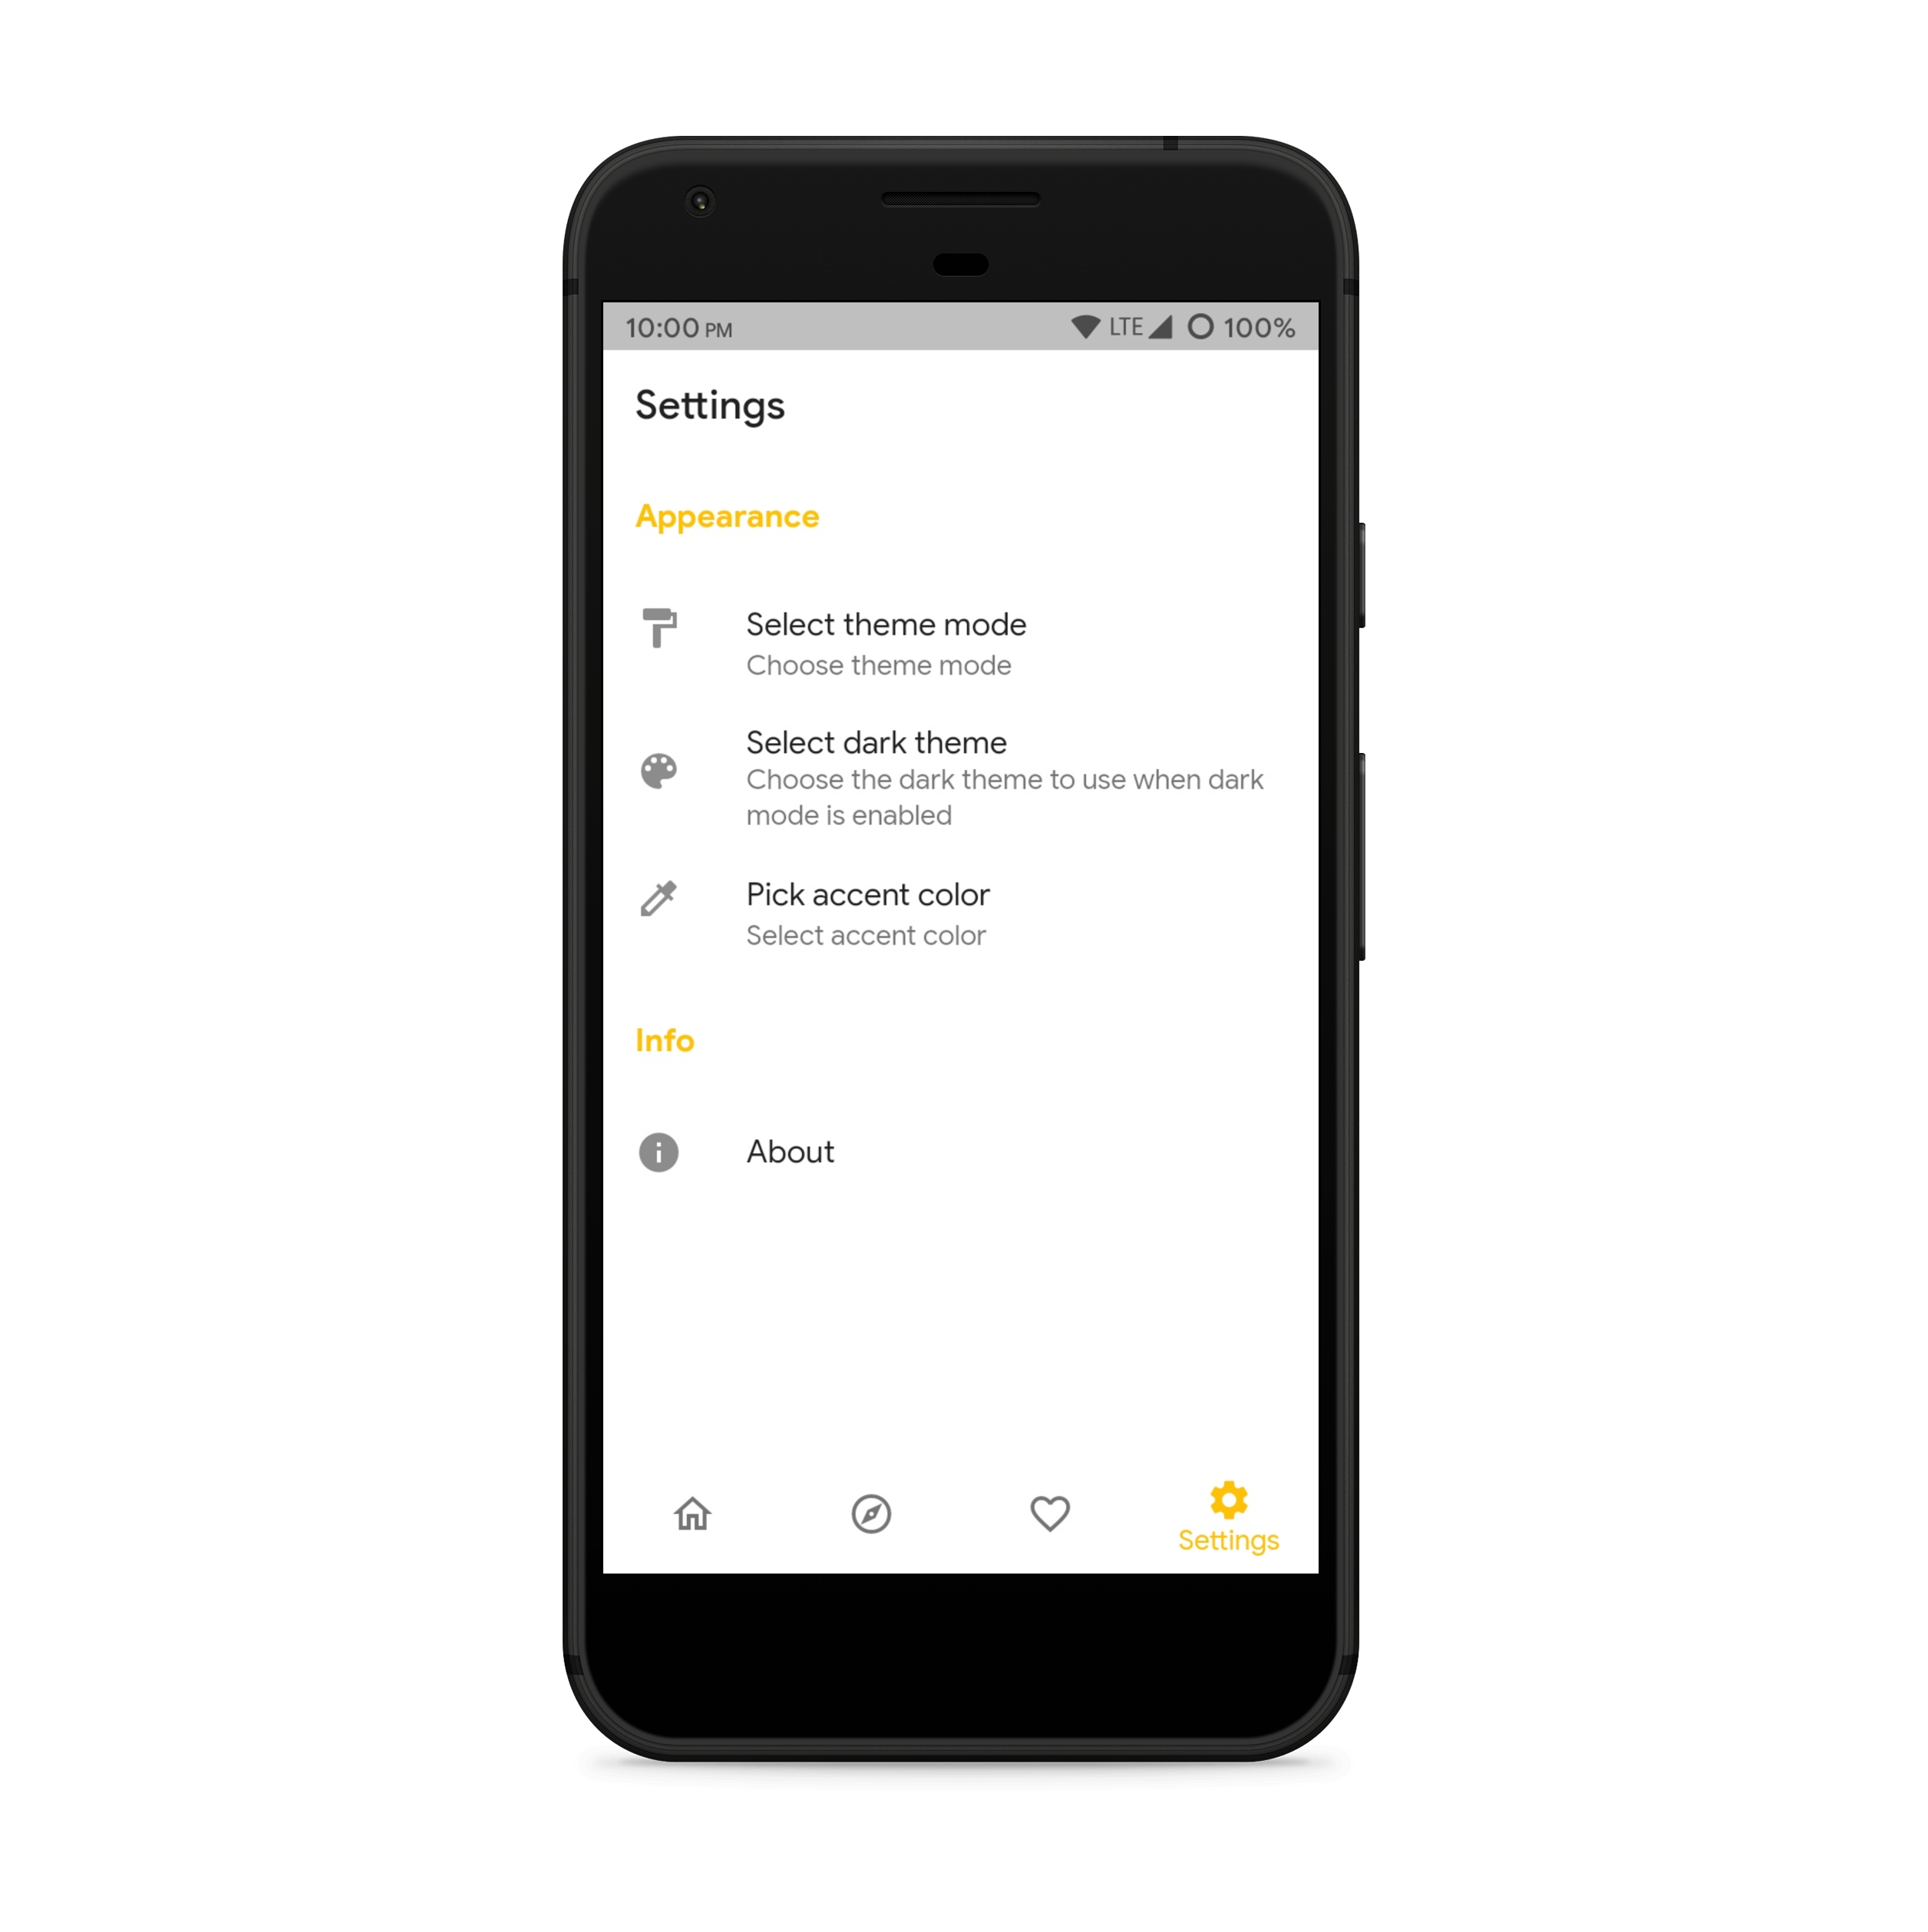 10:00 PM LTE 100%
Settings
Appearance
Select theme mode
Choose theme mode
Select dark theme
Choose the dark theme to use when dark
mode is enabled
Pick accent color
Select accent color
Info
About
Settings